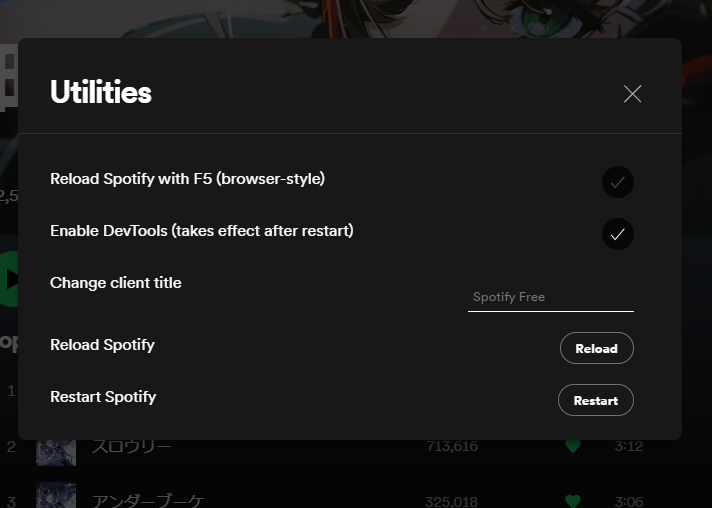 Utilities
2,5
Reload Spotify with F5 (browser-style)
Enable DevTools (takes effect after restart)
Change client title
Spotify Free
Reload Spotify
Reload
Restart Spotify
Restart
1
2 スロウリー 713,616 3:12
3 アンダーブーケ 325,018 3:06